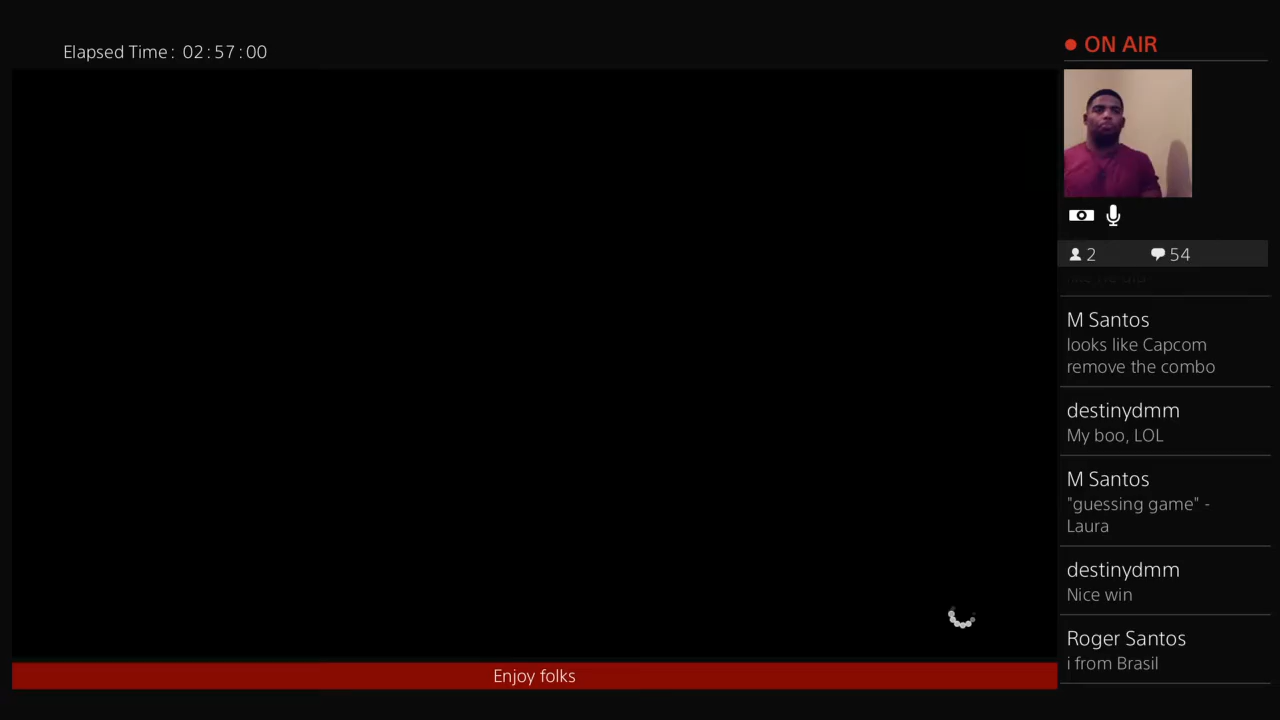 Elapsed Time: 02:57:00
ON AIR
2
54
M Santos
looks like Capcom
remove the combo
destinydmm
My boo, LOL
M Santos
"guessing game" -
Laura
destinydmm
Nice win
Roger Santos
i from Brasil
Enjoy folks